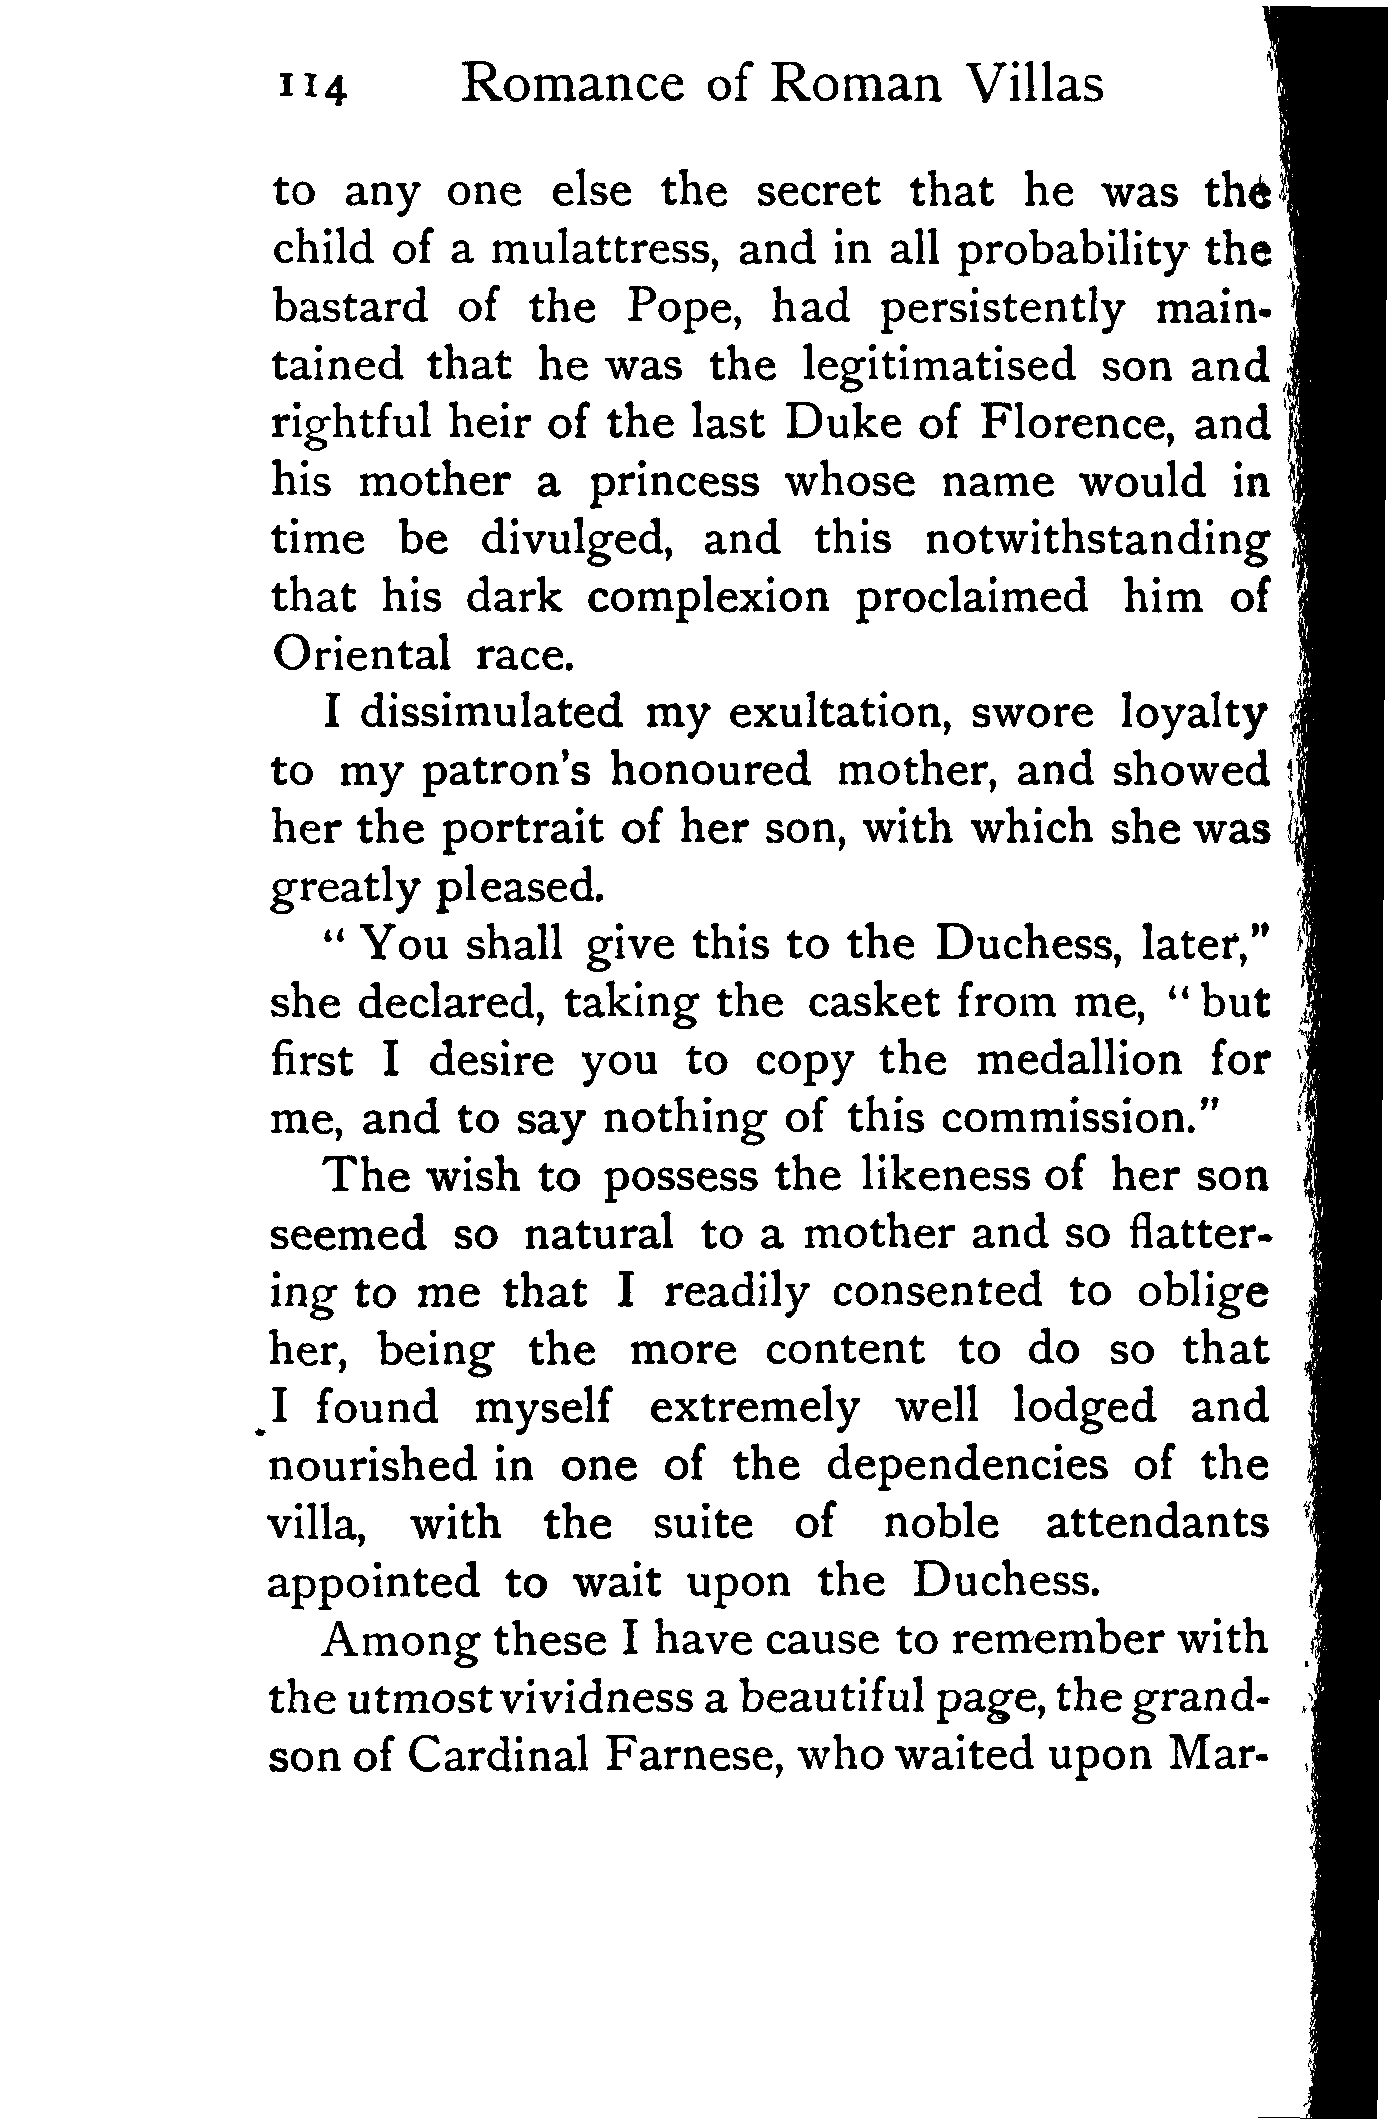 114 Romance of Roman Villas
to any one else the secret that he was the
child of a mulattress, and in all probability the
bastard of the Pope, had persistently main-
tained that he was the legitimatised son and
rightful heir of the last Duke of Florence, and
his mother a princess whose name would in
time be divulged, and this notwithstanding
that his dark complexion proclaimed him of
Oriental race.
I dissimulated my exultation, swore loyalty
to my patron's honoured mother, and showed
her the portrait of her son, with which she was
greatly pleased.
“ You shall give this to the Duchess, later,”
she declared, taking the casket from me, “ but
first I desire you to copy the medallion for
me, and to say nothing of this commission.”
The wish to possess the likeness of her son
seemed so natural to a mother and so flatter-
ing to me that I readily consented to oblige
her, being the more content to do so that
I found myself extremely well lodged and
nourished in one of the dependencies of the
villa, with the suite of noble attendants
appointed to wait upon the Duchess.
Among these I have cause to remember with
the utmost vividness a beautiful page, the grand-
son of Cardinal Farnese, who waited upon Mar-